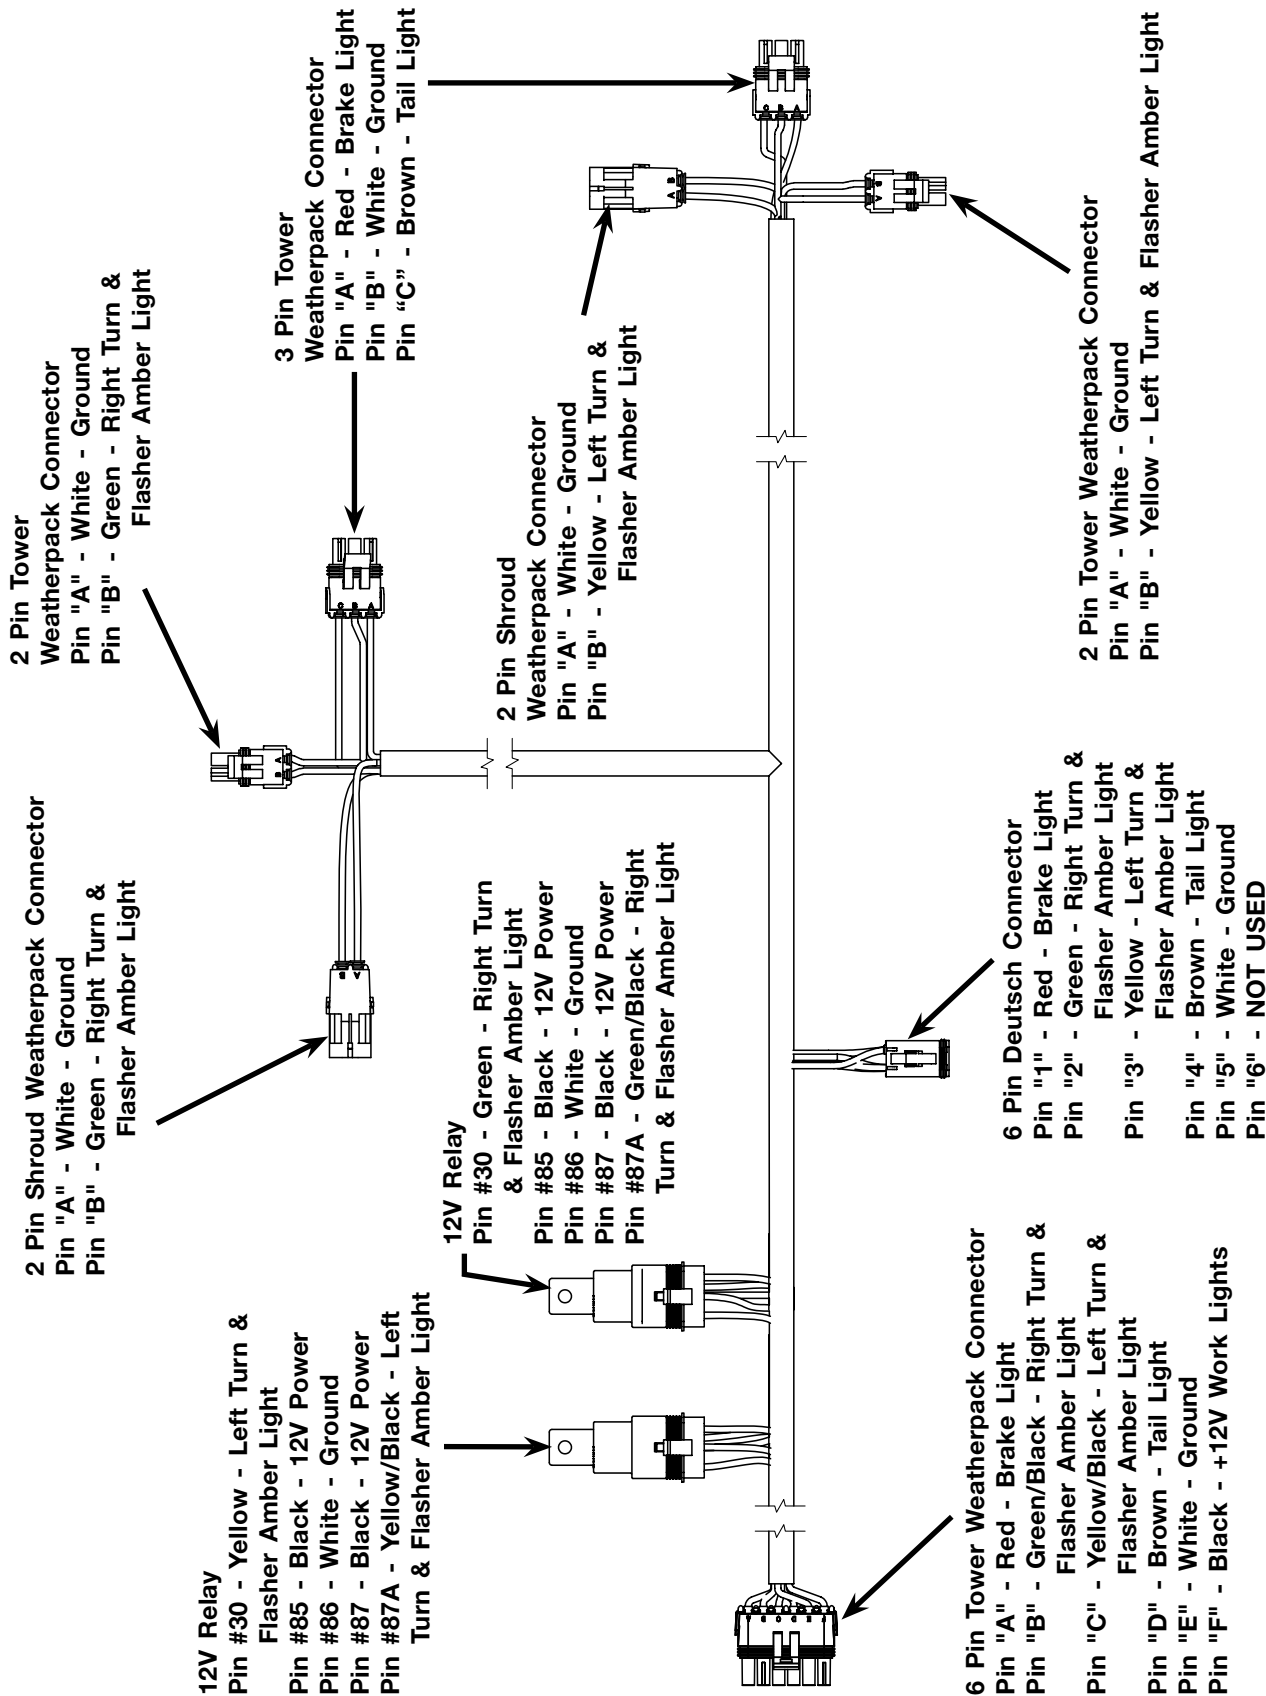 2 Pin Shroud Weatherpack Connector
Pin "A" - White - Ground
Pin "B" - Green - Right Turn &
Flasher Amber Light
2 Pin Tower
Weatherpack Connector
Pin "A" - White - Ground
Pin "B" - Green - Right Turn &
Flasher Amber Light
3 Pin Tower
Weatherpack Connector
Pin "A" - Red - Brake Light
Pin "B" - White - Ground
Pin “C” - Brown - Tail Light
12V Relay
Pin #30 - Yellow - Left Turn &
Flasher Amber Light
Pin #85 - Black - 12V Power
Pin #86 - White - Ground
Pin #87 - Black - 12V Power
Pin #87A - Yellow/Black - Left
Turn & Flasher Amber Light
12V Relay
Pin #30 - Green - Right Turn
& Flasher Amber Light
Pin #85 - Black - 12V Power
Pin #86 - White - Ground
Pin #87 - Black - 12V Power
Pin #87A - Green/Black - Right
Turn & Flasher Amber Light
2 Pin Shroud
Weatherpack Connector
Pin "A" - White - Ground
Pin "B" - Yellow - Left Turn &
Flasher Amber Light
6 Pin Tower Weatherpack Connector
Pin "A" - Red - Brake Light
Pin "B" - Green/Black - Right Turn &
Flasher Amber Light
Pin "C" - Yellow/Black - Left Turn &
Flasher Amber Light
Pin "D" - Brown - Tail Light
Pin "E" - White - Ground
Pin "F" - Black - +12V Work Lights
6 Pin Deutsch Connector
Pin "1" - Red - Brake Light
Pin "2" - Green - Right Turn &
Flasher Amber Light
Pin "3" - Yellow - Left Turn &
Flasher Amber Light
Pin "4" - Brown - Tail Light
Pin "5" - White - Ground
Pin "6" - NOT USED
2 Pin Tower Weatherpack Connector
Pin "A" - White - Ground
Pin "B" - Yellow - Left Turn & Flasher Amber Light
B A
A B
C B A
A B
C B A
A B